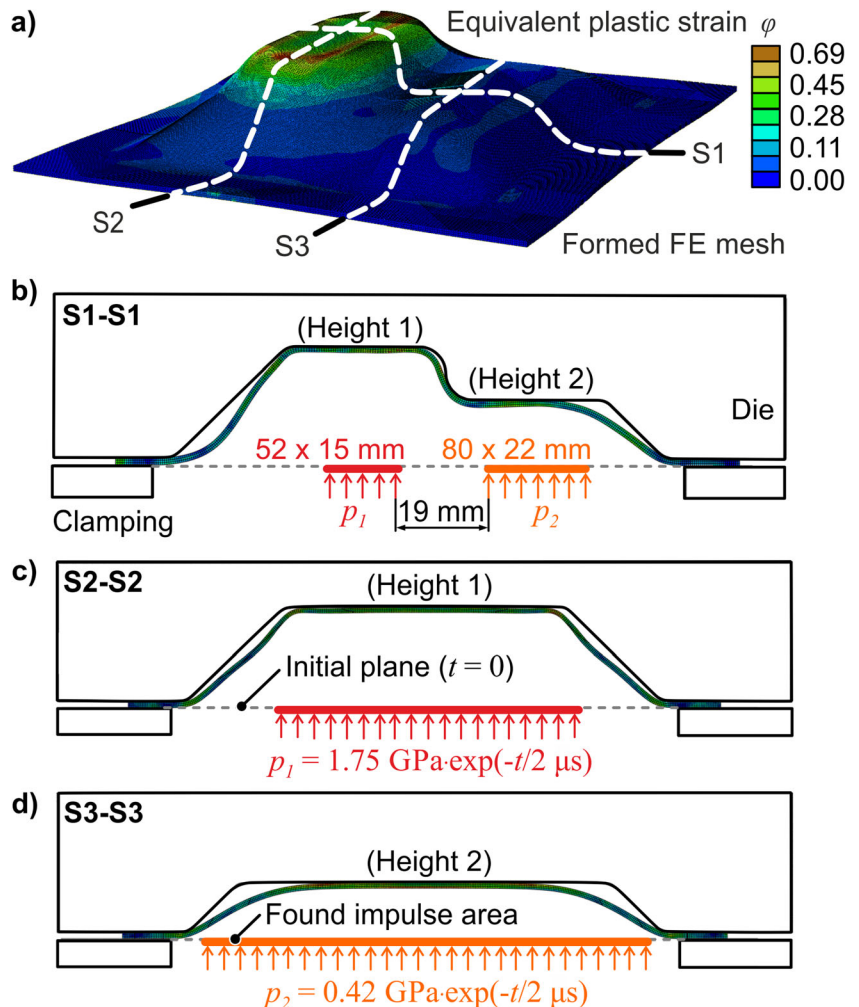 a)
Equivalent plastic strain φ
0.69
0.45
0.28
0.11
0.00
S1
S2
S3
Formed FE mesh
b)
S1-S1
(Height 1)
(Height 2)
Die
52 x 15 mm
80 x 22 mm
Clamping
p1
19 mm
p2
c)
S2-S2
(Height 1)
Initial plane (t = 0)
p1 = 1.75 GPa·exp(-t/2 µs)
d)
S3-S3
(Height 2)
Found impulse area
p2 = 0.42 GPa·exp(-t/2 µs)